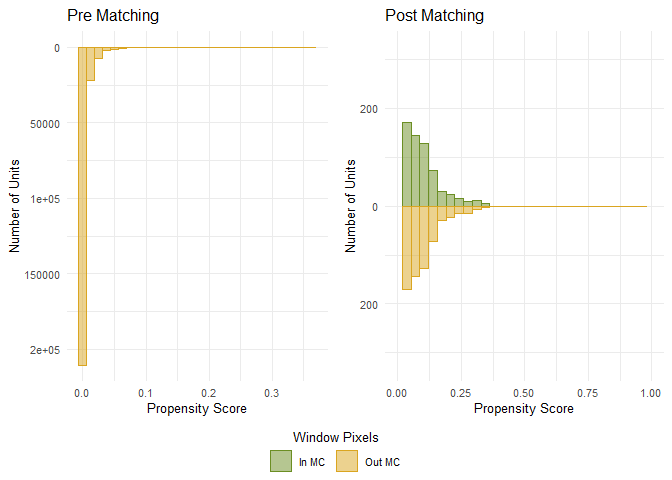 Pre Matching
Post Matching
Number of Units
0
50000
1e+05
150000
2e+05
0.0
0.1
0.2
0.3
Propensity Score
Number of Units
200
0
200
0.00
0.25
0.50
0.75
1.00
Propensity Score
Window Pixels
In MC
Out MC